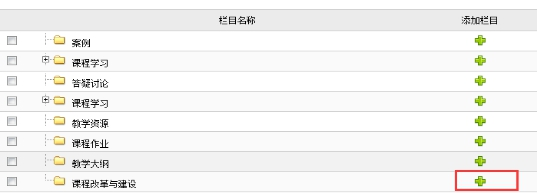 栏目名称 添加栏目
案例
课程学习
答疑讨论
课程学习
教学资源
课程作业
教学大纲
课程改革与建设